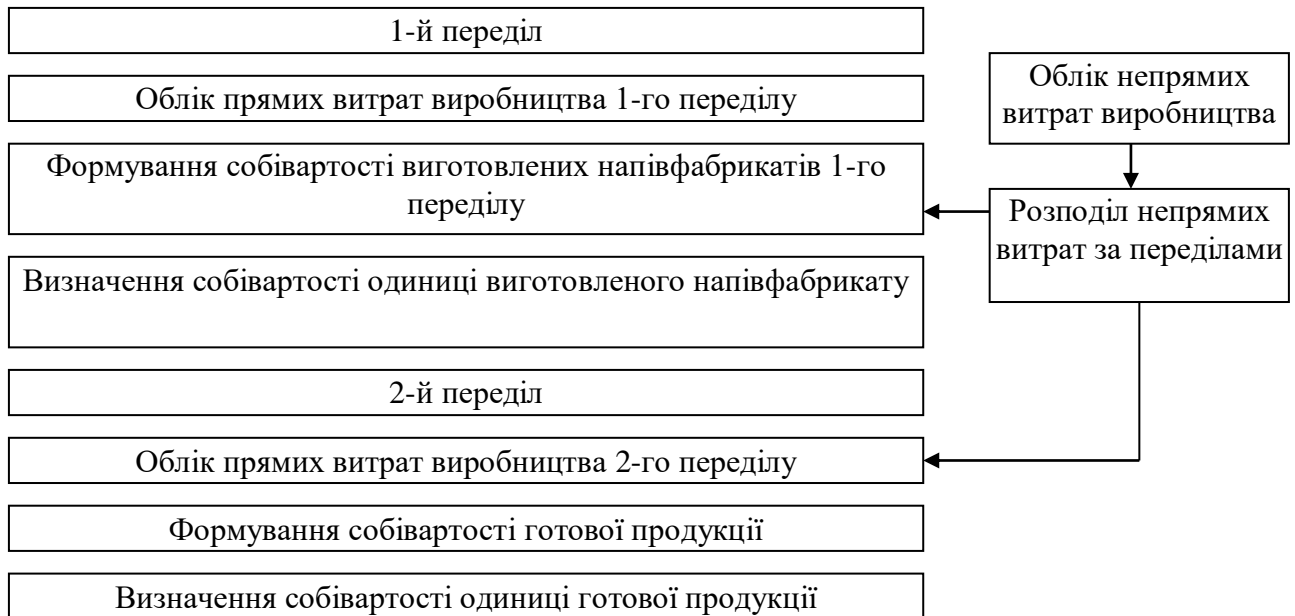 1-й переділ
Облік прямих витрат виробництва 1-го переділу
Формування собівартості виготовлених напівфабрикатів 1-го
переділу
Визначення собівартості одиниці виготовленого напівфабрикату
2-й переділ
Облік прямих витрат виробництва 2-го переділу
Формування собівартості готової продукції
Визначення собівартості одиниці готової продукції
Облік непрямих
витрат виробництва
Розподіл непрямих
витрат за переділами